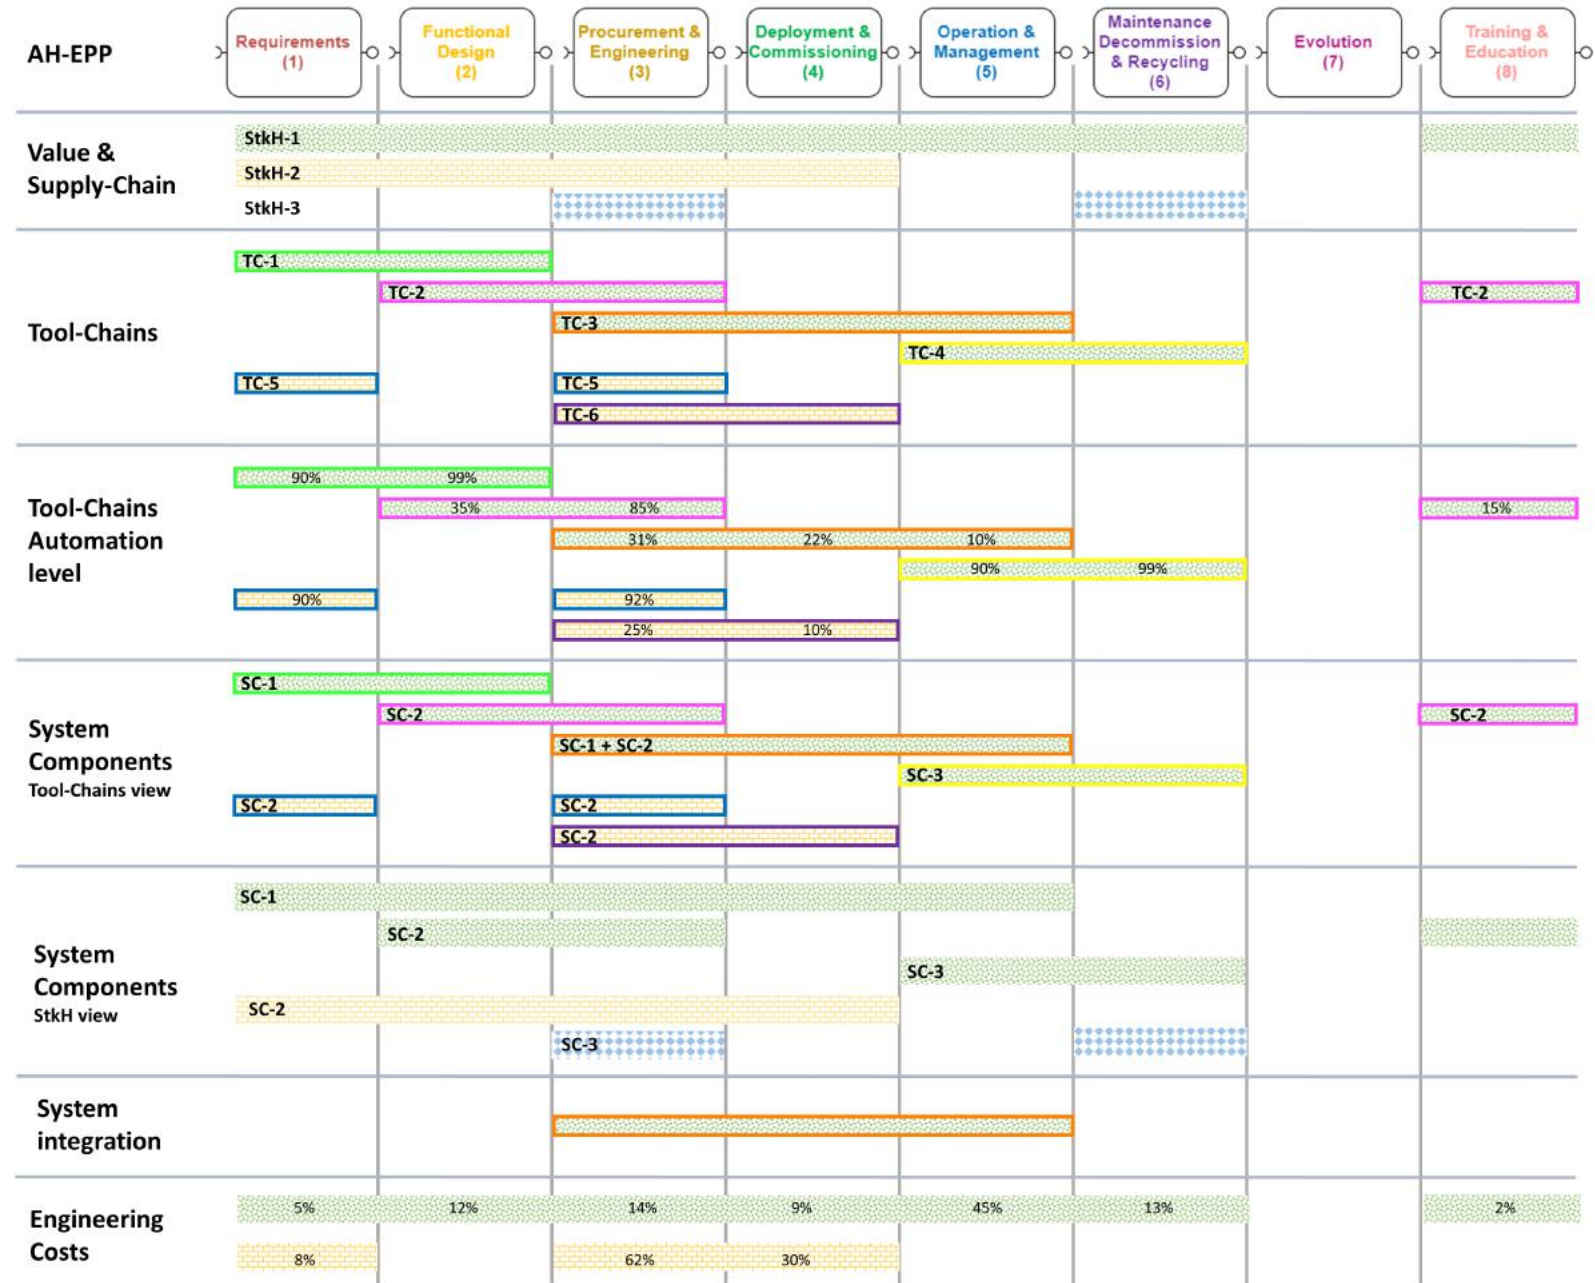 AH-EPP
Requirements
(1)
Functional
Design
(2)
Procurement &
Engineering
(3)
Deployment &
Commissioning
(4)
Operation &
Management
(5)
Maintenance
Decommission
& Recycling
(6)
Evolution
(7)
Training &
Education
(8)
Value &
Supply-Chain
StkH-1
StkH-2
StkH-3
Tool-Chains
TC-1
TC-2
TC-2
TC-3
TC-4
TC-5
TC-5
TC-6
Tool-Chains
Automation
level
90%
99%
35%
85%
15%
31%
22%
10%
90%
99%
90%
92%
25%
10%
System
Components
Tool-Chains view
SC-1
SC-2
SC-2
SC-1 + SC-2
SC-3
SC-2
SC-2
SC-2
System
Components
StkH view
SC-1
SC-2
SC-3
SC-2
SC-3
System
integration
Engineering
Costs
5%
12%
14%
9%
45%
13%
2%
8%
62%
30%